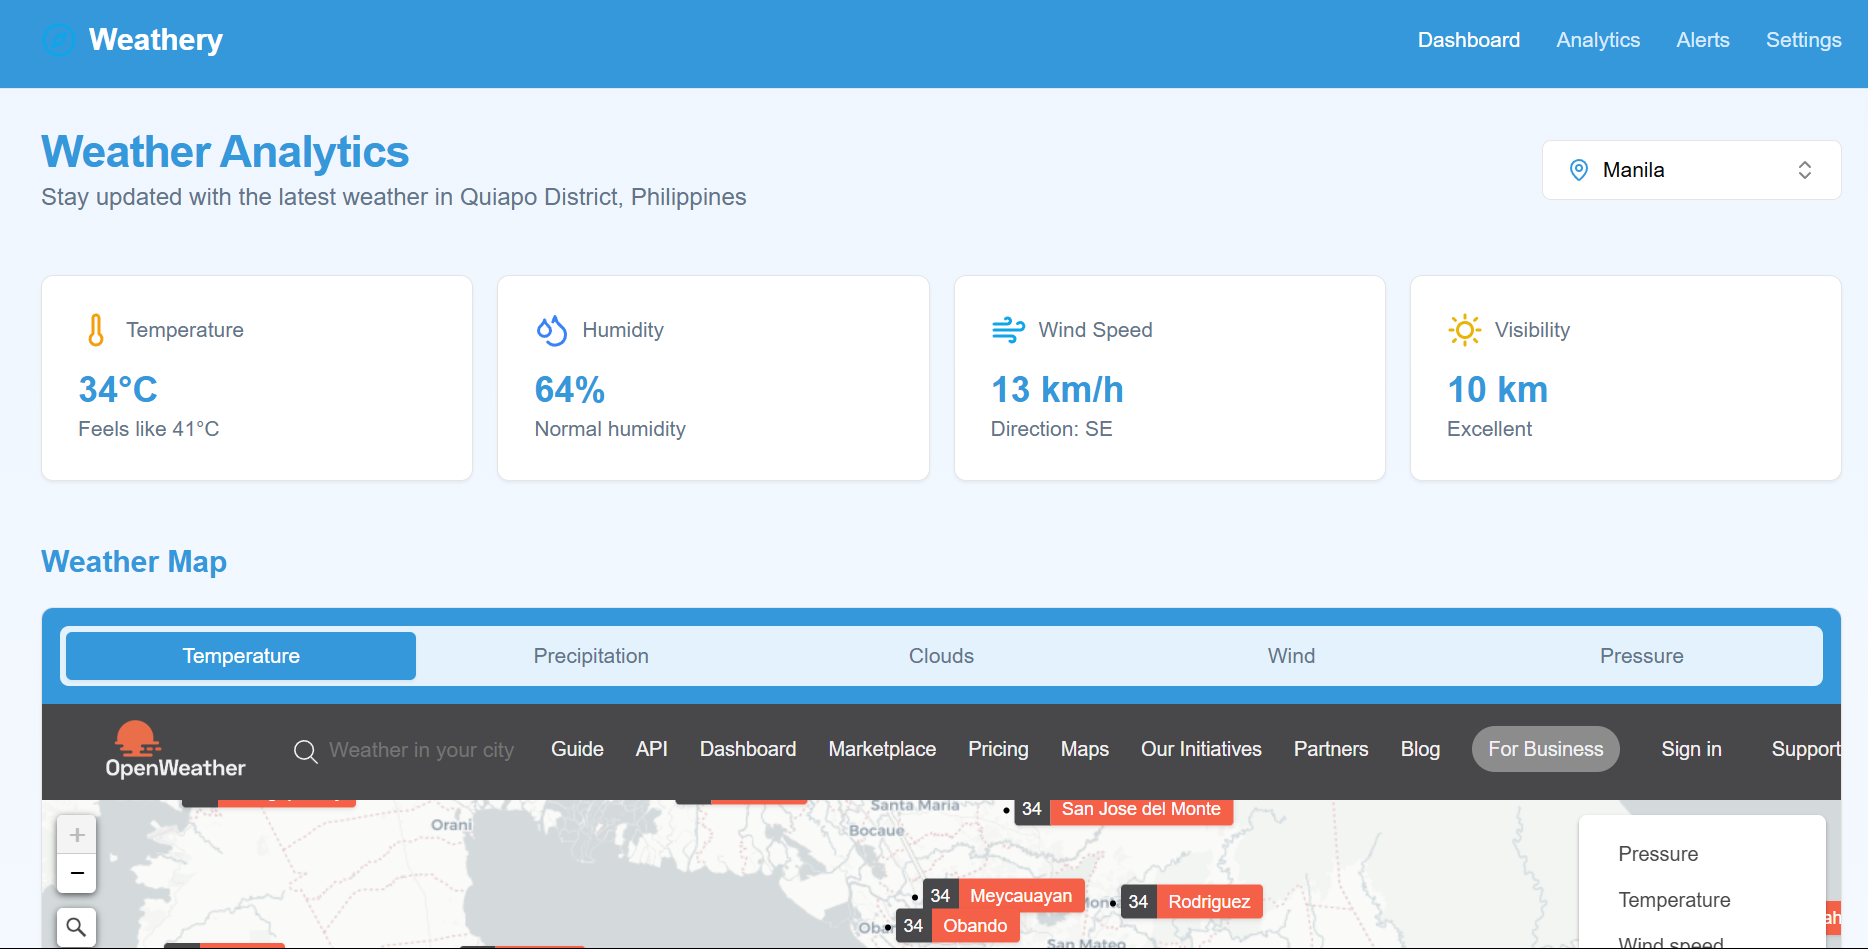 Weathery
Dashboard Analytics Alerts Settings
Weather Analytics
Stay updated with the latest weather in Quiapo District, Philippines
Manila
Temperature
34°C
Feels like 41°C
Humidity
64%
Normal humidity
Wind Speed
13 km/h
Direction: SE
Visibility
10 km
Excellent
Weather Map
Temperature Precipitation Clouds Wind Pressure
OpenWeather
Weather in your city
Guide API Dashboard Marketplace Pricing Maps Our Initiatives Partners Blog For Business Sign in Support
+
−
Santa Maria
34 San Jose del Monte
Orani
Bocaue
34 Meycauayan
34 Rodriguez
34 Obando
San Mateo
Pressure
Temperature
Wind speed